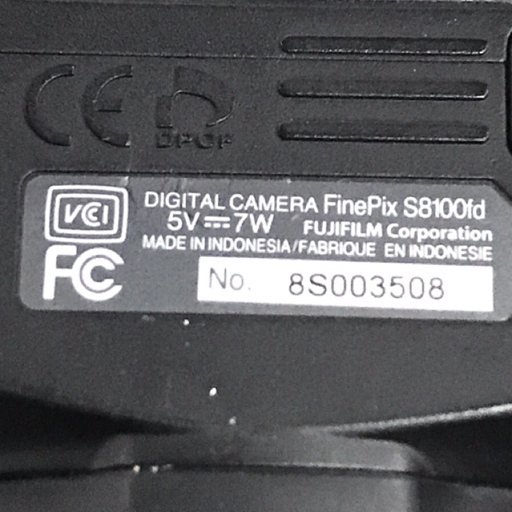 CE DPOF
VCCI DIGITAL CAMERA FinePix S8100fd
5V⎓7W FUJIFILM Corporation
MADE IN INDONESIA/FABRIQUE EN INDONESIE
FC No. 8S003508